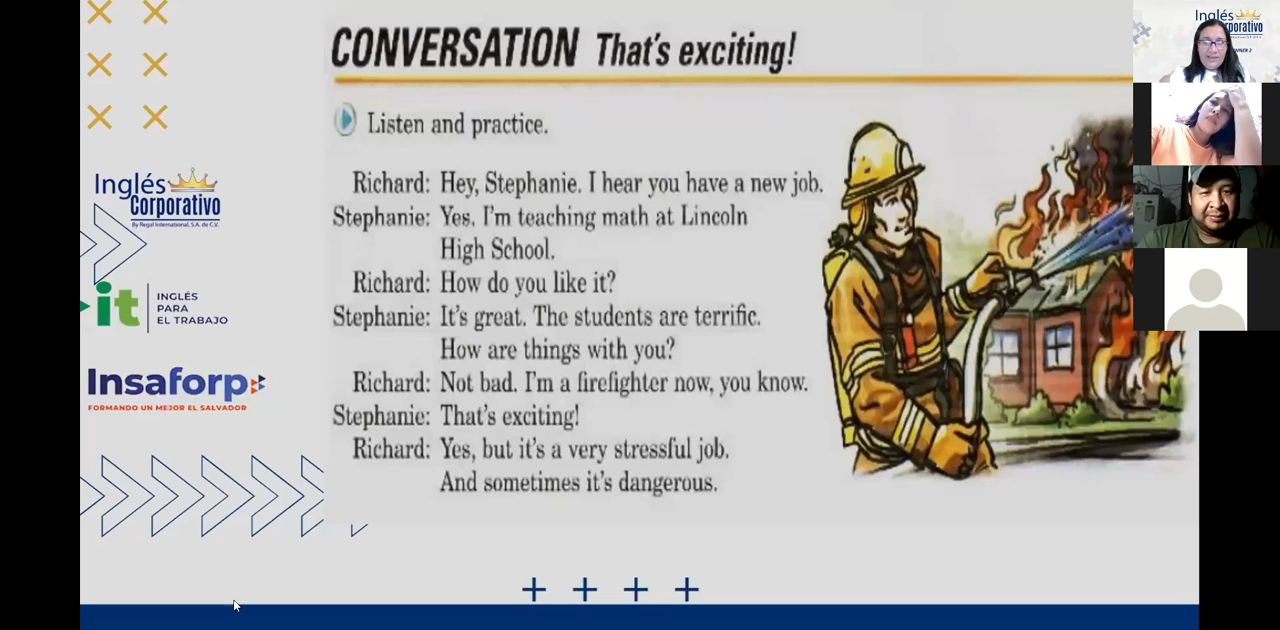 CONVERSATION That's exciting!
Listen and practice.
Richard: Hey, Stephanie. I hear you have a new job.
Stephanie: Yes. I'm teaching math at Lincoln
High School.
Richard: How do you like it?
Stephanie: It's great. The students are terrific.
How are things with you?
Richard: Not bad. I'm a firefighter now, you know.
Stephanie: That's exciting!
Richard: Yes, but it's a very stressful job.
And sometimes it's dangerous.
Inglés
Corporativo
By Regal International, S.A. de C.V.
it
INGLÉS
PARA
EL TRABAJO
Insaforp
FORMANDO UN MEJOR EL SALVADOR
Inglés